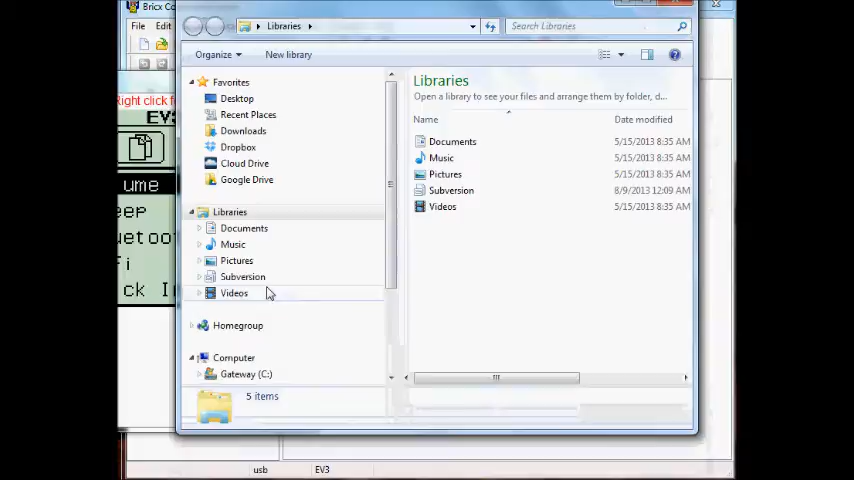 Bricx Co
Libraries
Search Libraries
File Edit
Organize New library
Favorites
Desktop
Recent Places
Downloads
Dropbox
Cloud Drive
Google Drive
Libraries
Documents
Music
Pictures
Subversion
Videos
Homegroup
Computer
Gateway (C:)
Libraries
Open a library to see your files and arrange them by folder, d...
Name Date modified
Documents 5/15/2013 8:35 AM
Music 5/15/2013 8:35 AM
Pictures 5/15/2013 8:35 AM
Subversion 8/9/2013 12:09 AM
Videos 5/15/2013 8:35 AM
5 items
Right click f
EV3
ume
eep
uetoo
Fi
ck I
usb EV3